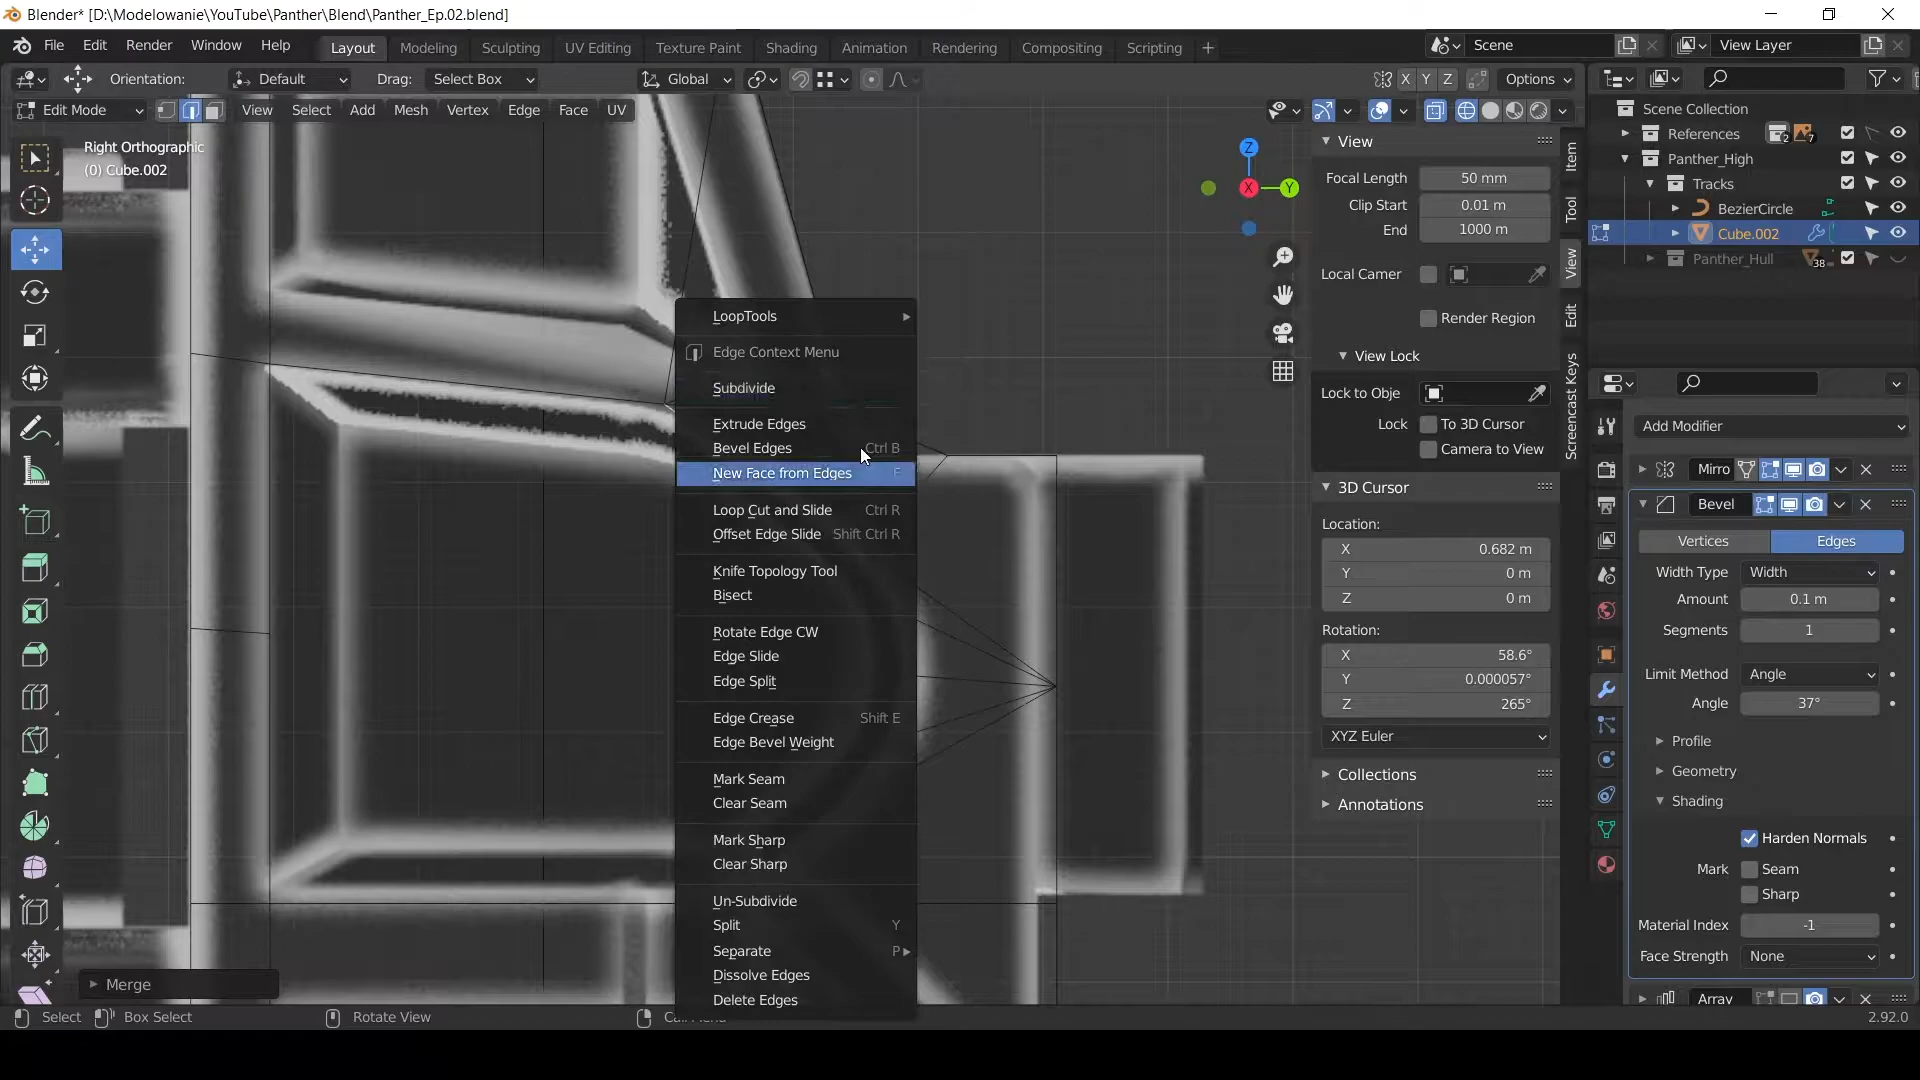 Blender* [D:\Modelowanie\YouTube\Panther\Blend\Panther_Ep.02.blend]
File Edit Render Window Help Layout Modeling Sculpting UV Editing Texture Paint Shading Animation Rendering Compositing Scripting + Scene View Layer
Orientation: Default Drag: Select Box Global X Y Z Options
Edit Mode View Select Add Mesh Vertex Edge Face UV
Right Orthographic
(0) Cube.002
Z
X
Y
LoopTools
Edge Context Menu
Subdivide
Extrude Edges
Bevel Edges Ctrl B
New Face from Edges F
Loop Cut and Slide Ctrl R
Offset Edge Slide Shift Ctrl R
Knife Topology Tool
Bisect
Rotate Edge CW
Edge Slide
Edge Split
Edge Crease Shift E
Edge Bevel Weight
Mark Seam
Clear Seam
Mark Sharp
Clear Sharp
Un-Subdivide
Split Y
Separate P
Dissolve Edges
Delete Edges
View
Focal Length 50 mm
Clip Start 0.01 m
End 1000 m
Local Camer
Render Region
View Lock
Lock to Obje
Lock To 3D Cursor
Camera to View
3D Cursor
Location:
X 0.682 m
Y 0 m
Z 0 m
Rotation:
X 58.6°
Y 0.000057°
Z 265°
XYZ Euler
Collections
Annotations
Item
Tool
View
Edit
Screencast Keys
Scene Collection
References 2 7
Panther_High
Tracks
BezierCircle
Cube.002
Panther_Hull 38
Add Modifier
Mirro
Bevel
Vertices Edges
Width Type Width
Amount 0.1 m
Segments 1
Limit Method Angle
Angle 37°
Profile
Geometry
Shading
Harden Normals
Mark Seam
Sharp
Material Index -1
Face Strength None
Array
Merge
Select Box Select Rotate View 2.92.0